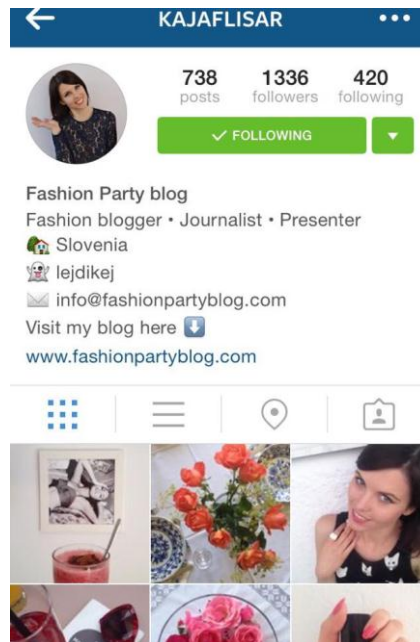 KAJAFLISAR
738 1336 420
posts followers following
FOLLOWING
Fashion Party blog
Fashion blogger • Journalist • Presenter
Slovenia
lejdikej
info@fashionpartyblog.com
Visit my blog here
www.fashionpartyblog.com